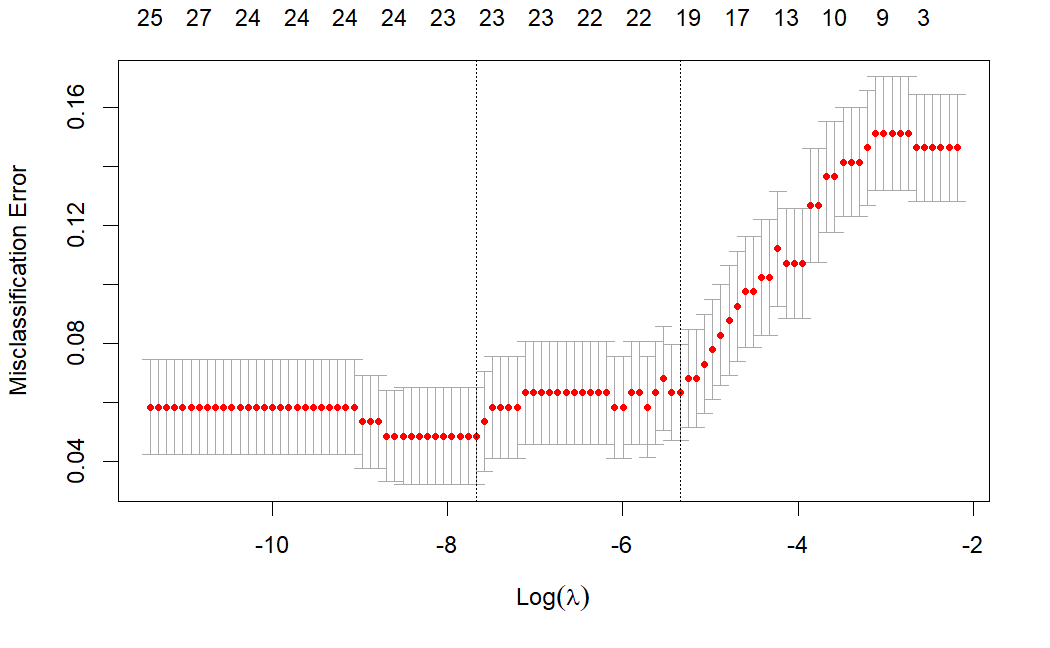 25 27 24 24 24 24 23 23 23 22 22 19 17 13 10 9 3
Misclassification Error
0.16
0.12
0.08
0.04
-10 -8 -6 -4 -2
Log(λ)